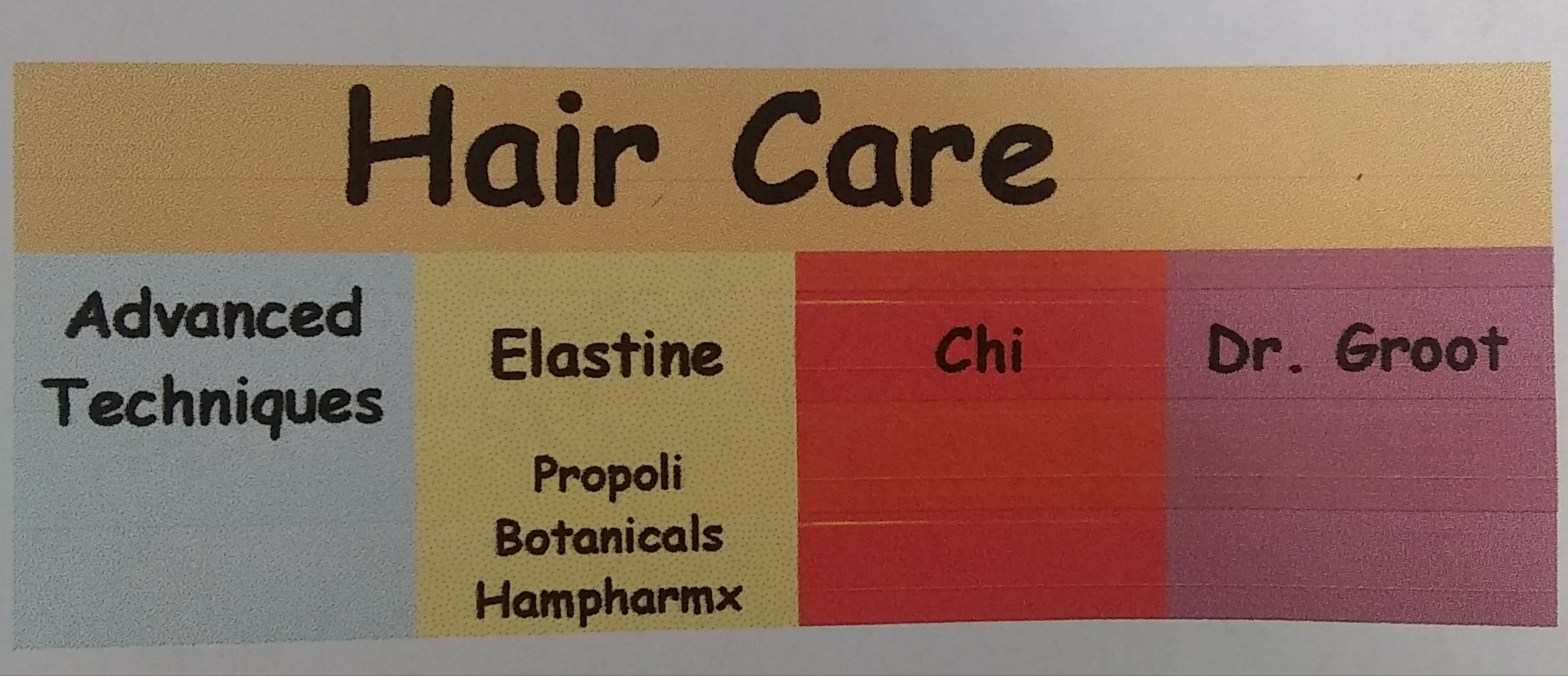 Hair Care
Advanced
Techniques
Elastine
Propoli
Botanicals
Hampharmx
Chi
Dr. Groot